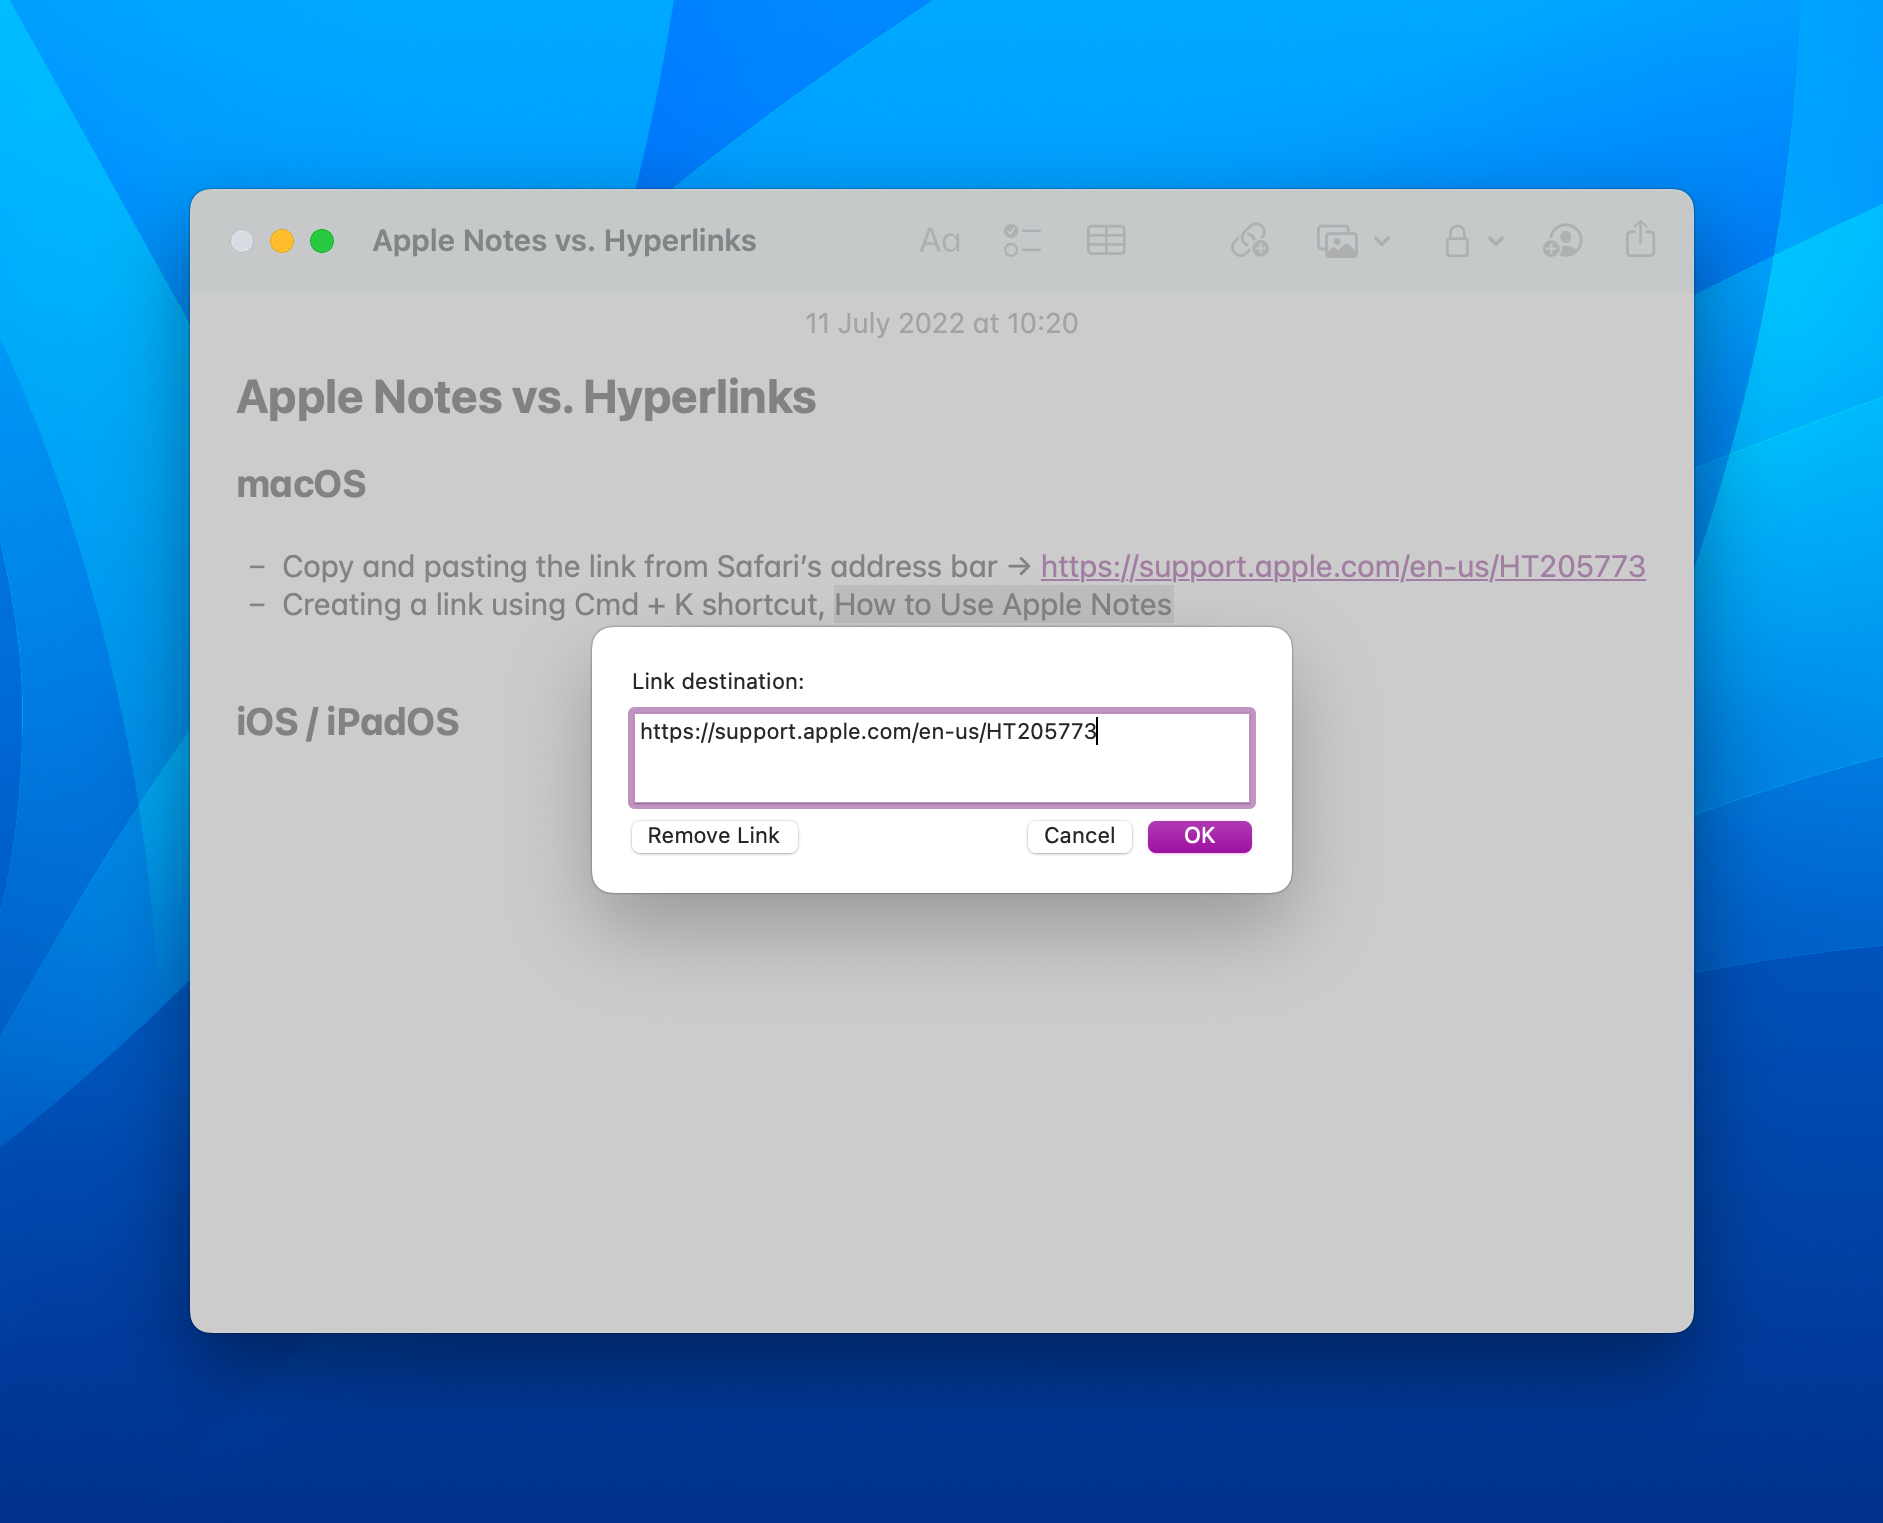 Apple Notes vs. Hyperlinks
Aa
11 July 2022 at 10:20
Apple Notes vs. Hyperlinks
macOS
– Copy and pasting the link from Safari’s address bar → https://support.apple.com/en-us/HT205773
– Creating a link using Cmd + K shortcut, How to Use Apple Notes
iOS / iPadOS
Link destination:
https://support.apple.com/en-us/HT205773
Remove Link Cancel OK